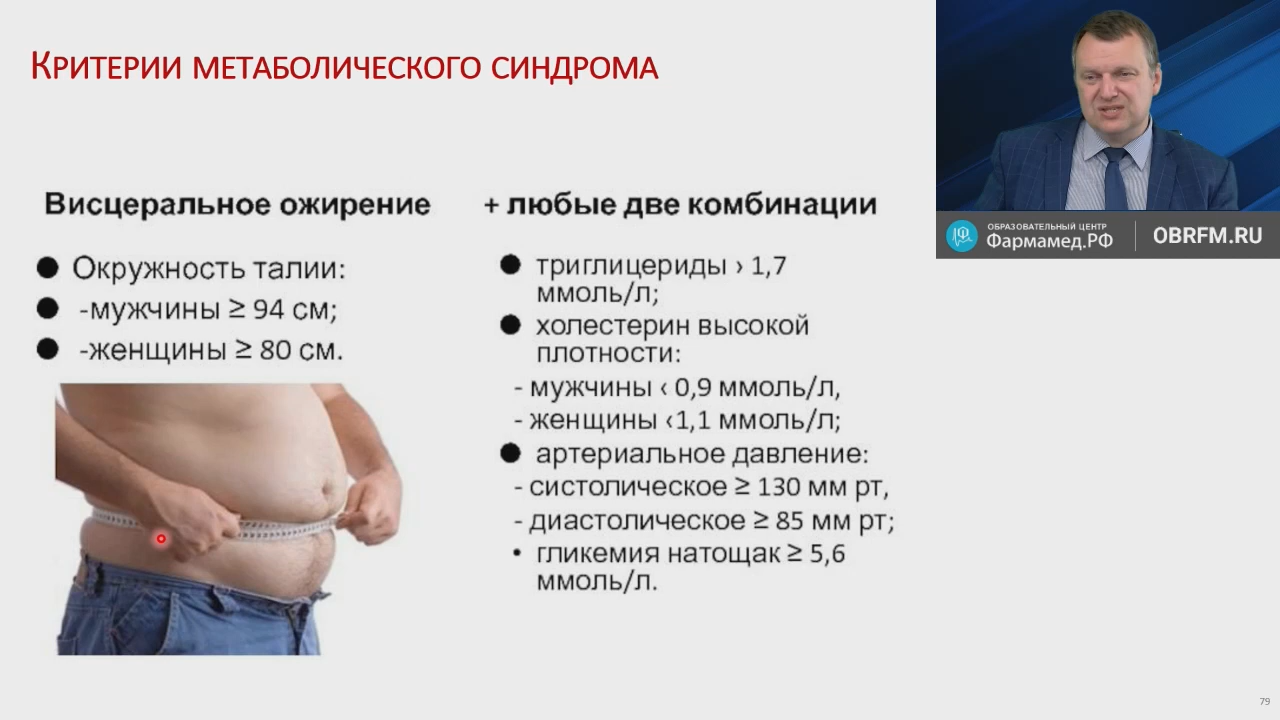 Критерии метаболического синдрома
Висцеральное ожирение
● Окружность талии:
● -мужчины ≥ 94 см;
● -женщины ≥ 80 см.
+ любые две комбинации
● триглицериды › 1,7
ммоль/л;
● холестерин высокой
плотности:
- мужчины ‹ 0,9 ммоль/л,
- женщины ‹1,1 ммоль/л;
● артериальное давление:
- систолическое ≥ 130 мм рт,
- диастолическое ≥ 85 мм рт;
• гликемия натощак ≥ 5,6
ммоль/л.
ОБРАЗОВАТЕЛЬНЫЙ ЦЕНТР
Фармамед.РФ
OBRFM.RU
79